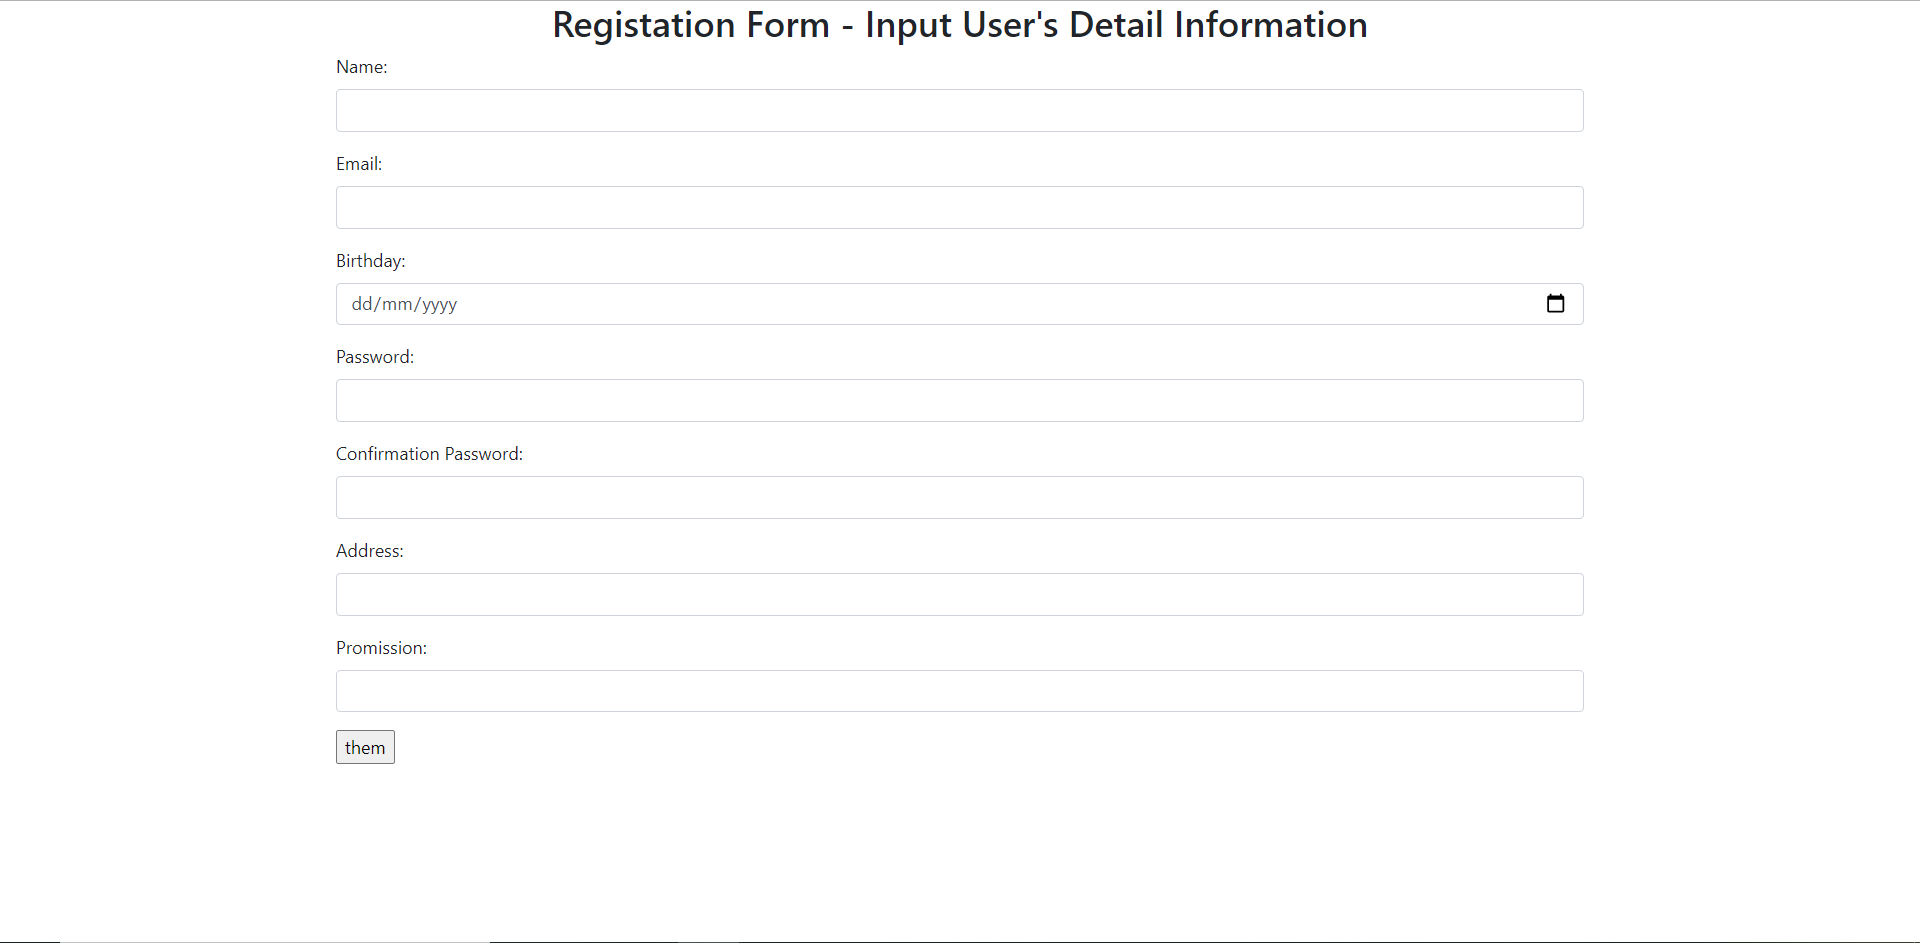 Registation Form - Input User's Detail Information
Name:
Email:
Birthday:
dd/mm/yyyy
Password:
Confirmation Password:
Address:
Promission:
them